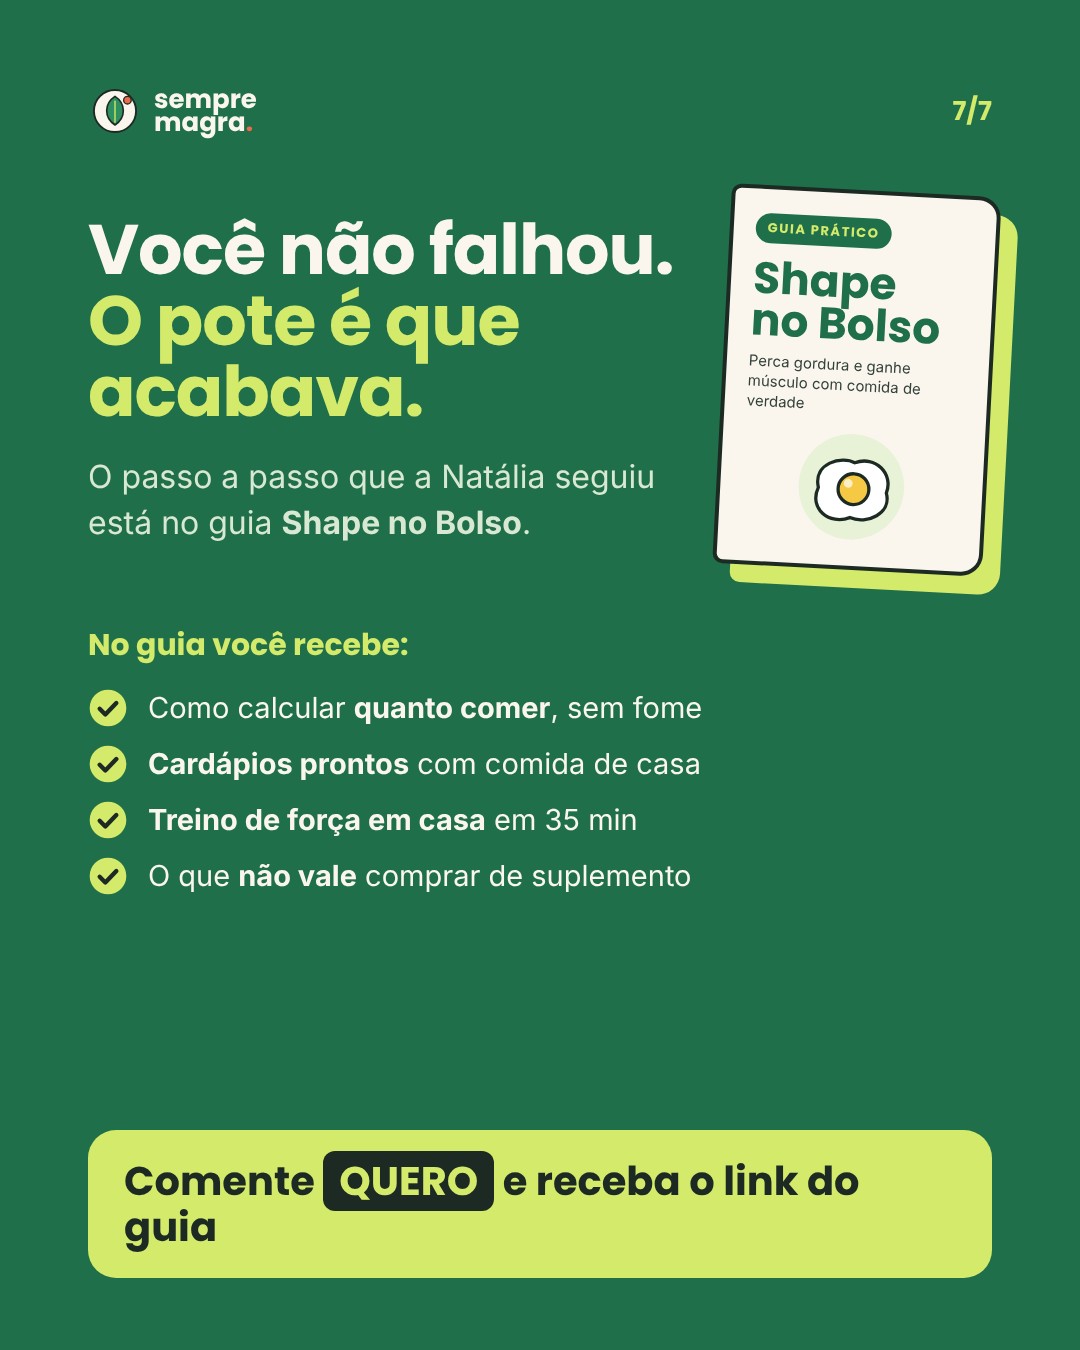 sempre
magra.
7/7
Você não falhou.
O pote é que
acabava.
O passo a passo que a Natália seguiu
está no guia Shape no Bolso.
GUIA PRÁTICO
Shape
no Bolso
Perca gordura e ganhe
músculo com comida de
verdade
No guia você recebe:
Como calcular quanto comer, sem fome
Cardápios prontos com comida de casa
Treino de força em casa em 35 min
O que não vale comprar de suplemento
Comente QUERO e receba o link do
guia